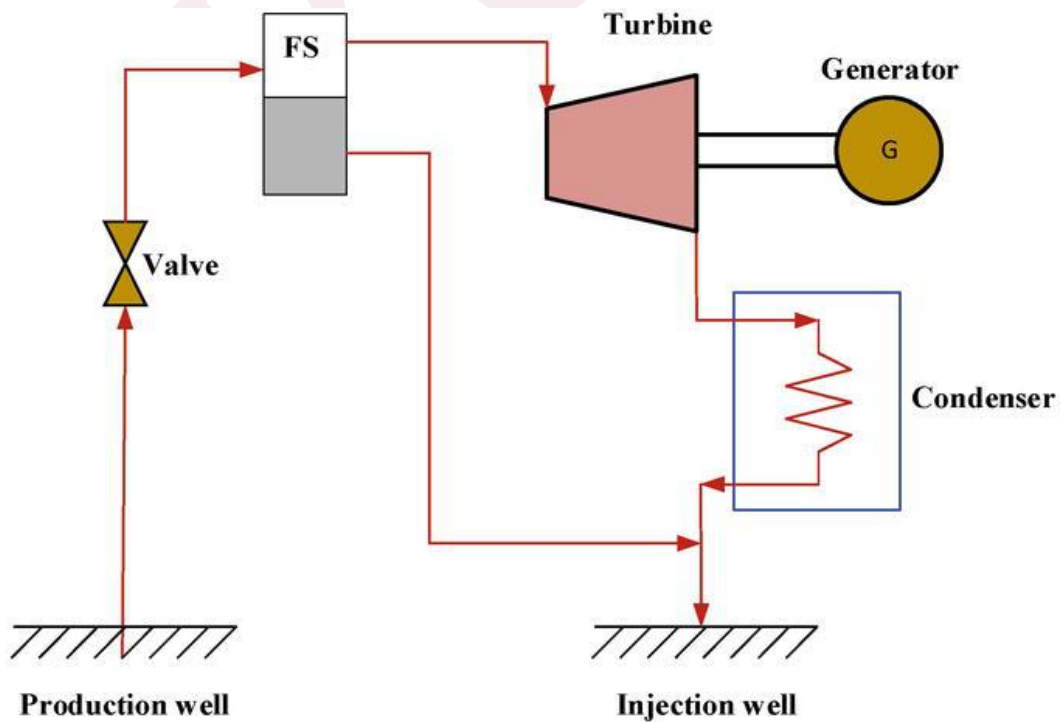 Turbine
FS
Generator
G
Valve
Condenser
Production well
Injection well